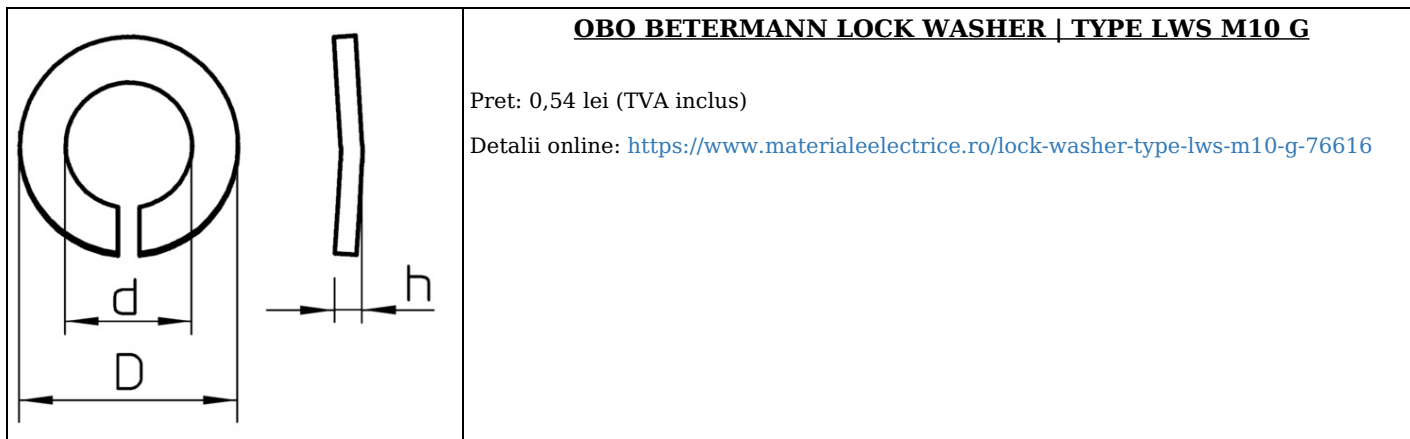 OBO BETERMANN LOCK WASHER | TYPE LWS M10 G
Pret: 0,54 lei (TVA inclus)
Detalii online: https://www.materialeelectrice.ro/lock-washer-type-lws-m10-g-76616
d
h
D